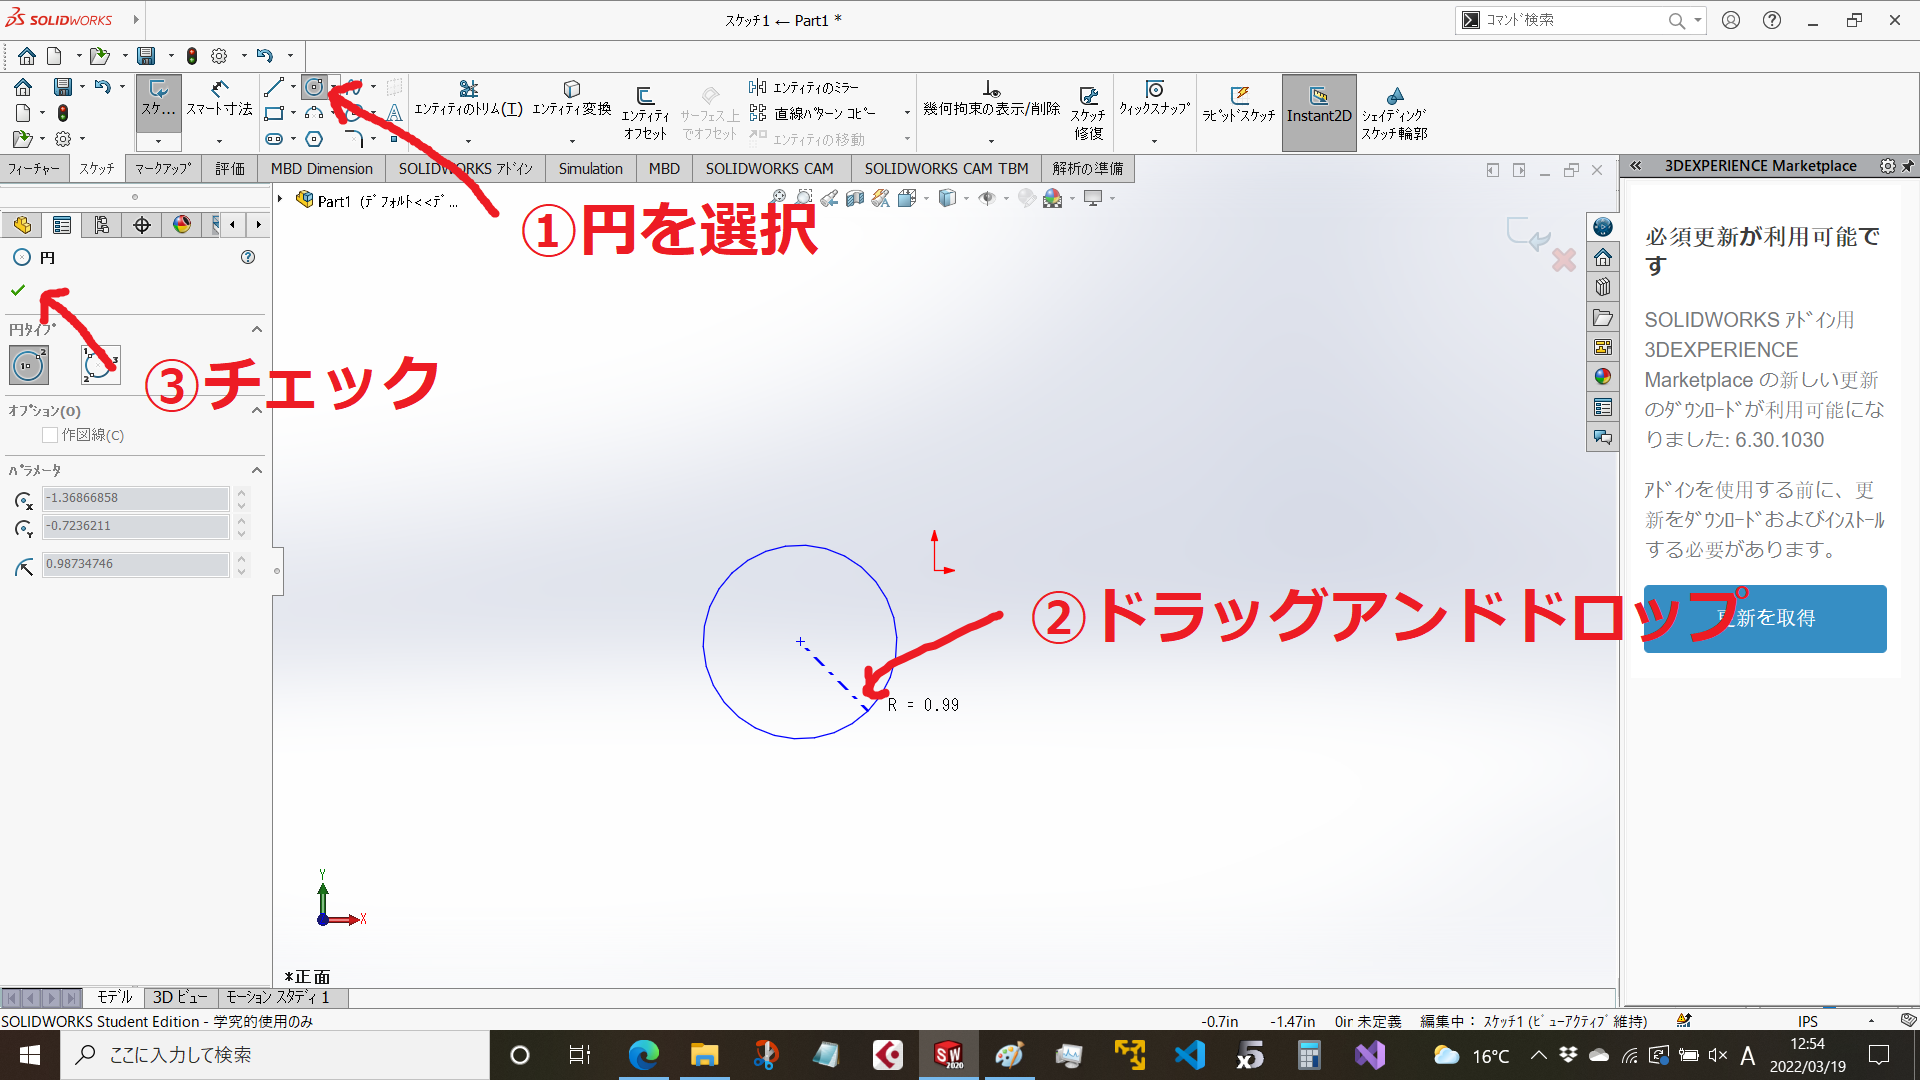 SOLIDWORKS
スケッチ1 ← Part1 *
コマンド検索
スケ...
スマート寸法
エンティティのトリム(T)
エンティティ変換
エンティティ
オフセット
サーフェス上
でオフセット
エンティティのミラー
直線パターン コピー
エンティティの移動
幾何拘束の表示/削除
スケッチ
修復
クィックスナップ
ラピッドスケッチ
Instant2D
シェイディング
スケッチ輪郭
フィーチャー
スケッチ
マークアップ
評価
MBD Dimension
SOLIDWORKS アドイン
Simulation
MBD
SOLIDWORKS CAM
SOLIDWORKS CAM TBM
解析の準備
3DEXPERIENCE Marketplace
Part1 (デフォルト<<デ...
①円を選択
円
③チェック
円タイプ
オプション(O)
作図線(C)
パラメータ
-1.36866858
-0.7236211
0.98734746
R = 0.99
②ドラッグアンドドロップ
必須更新が利用可能で
す
SOLIDWORKS アドイン用
3DEXPERIENCE
Marketplace の新しい更新
のダウンロードが利用可能にな
りました: 6.30.1030
アドインを使用する前に、更
新をダウンロードおよびインストール
する必要があります。
更新を取得
Y
X
*正面
モデル
3D ビュー
モーション スタディ 1
SOLIDWORKS Student Edition - 学究的使用のみ
-0.7in
-1.47in
0in 未定義
編集中： スケッチ1 (ビューアクティブ維持)
IPS
ここに入力して検索
SW
2020
x5
16°C
A
12:54
2022/03/19